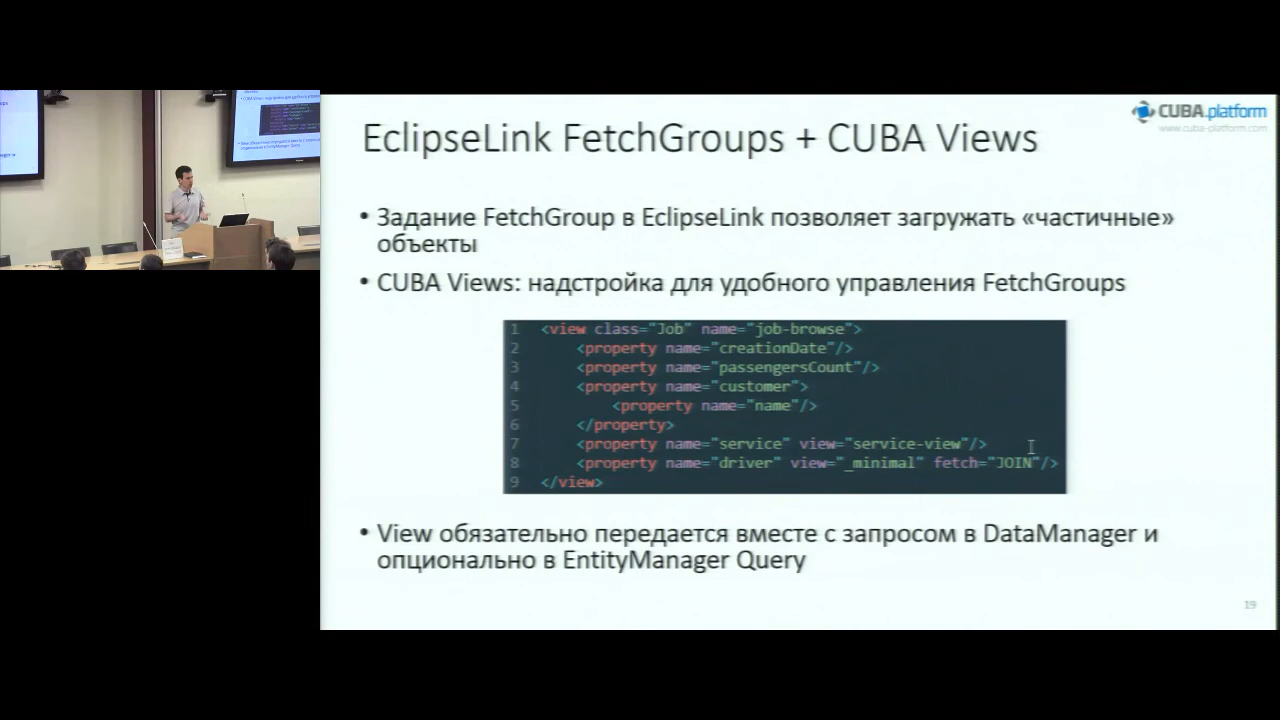 CUBA.platform
www.cuba-platform.com
EclipseLink FetchGroups + CUBA Views
• Задание FetchGroup в EclipseLink позволяет загружать «частичные»
объекты
• CUBA Views: надстройка для удобного управления FetchGroups
1 <view class="Job" name="job-browse">
2 <property name="creationDate"/>
3 <property name="passengersCount"/>
4 <property name="customer">
5 <property name="name"/>
6 </property>
7 <property name="service" view="service-view"/>
8 <property name="driver" view="_minimal" fetch="JOIN"/>
9 </view>
• View обязательно передается вместе с запросом в DataManager и
опционально в EntityManager Query
19